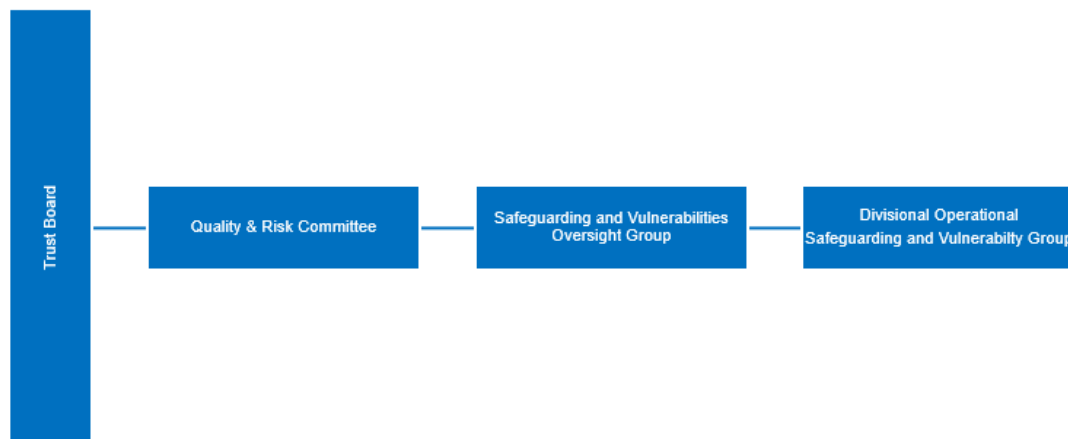 Trust Board
Quality & Risk Committee
Safeguarding and Vulnerabilities
Oversight Group
Divisional Operational
Safeguarding and Vulnerabilty Group